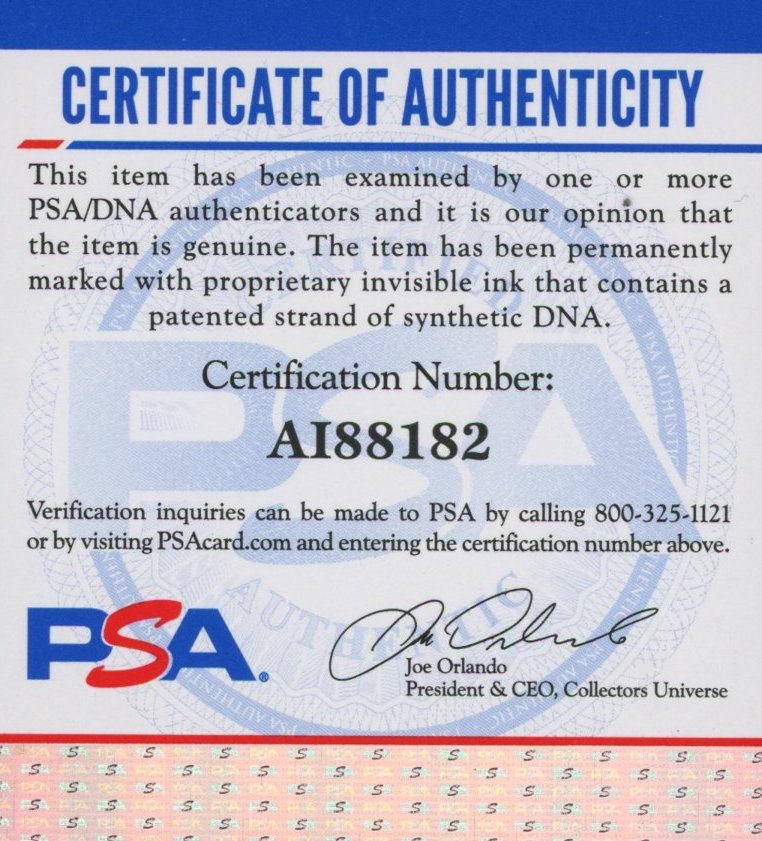 CERTIFICATE OF AUTHENTICITY
This item has been examined by one or more
PSA/DNA authenticators and it is our opinion that
the item is genuine. The item has been permanently
marked with proprietary invisible ink that contains a
patented strand of synthetic DNA.
Certification Number:
AI88182
Verification inquiries can be made to PSA by calling 800-325-1121
or by visiting PSAcard.com and entering the certification number above.
PSA®
Joe Orlando
President & CEO, Collectors Universe
CERTIFIED
PSA
AUTHENTIC